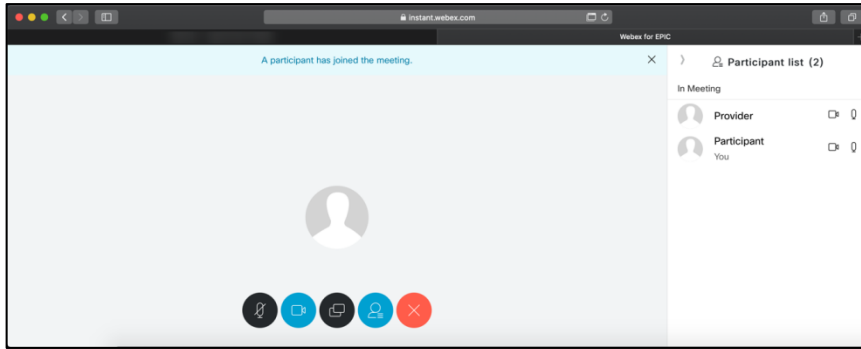 instant.webex.com
Webex for EPIC
A participant has joined the meeting.
Participant list (2)
In Meeting
Provider
Participant
You